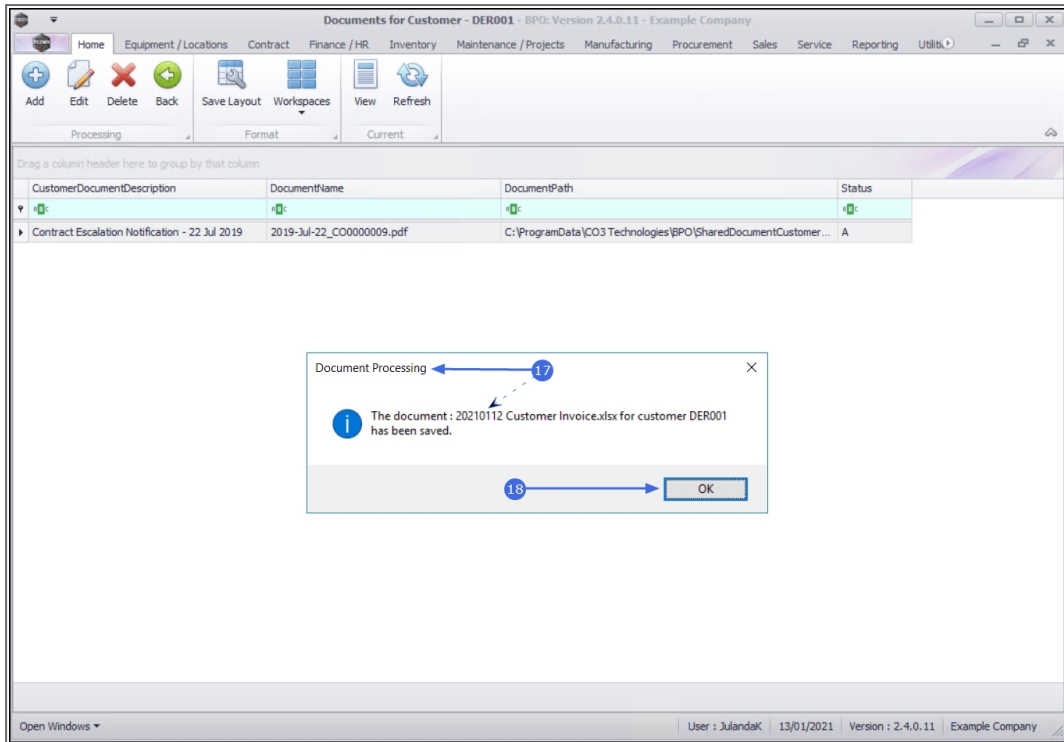 Documents for Customer - DER001 - BPO: Version 2.4.0.11 - Example Company
Home Equipment / Locations Contract Finance / HR Inventory Maintenance / Projects Manufacturing Procurement Sales Service Reporting
Add Edit Delete Back Save Layout Workspaces View Refresh
Processing Format Current
Drag a column header here to group by that column
CustomerDocumentDescription DocumentName DocumentPath Status
Contract Escalation Notification - 22 Jul 2019 2019-Jul-22_CO0000009.pdf C:\ProgramData\CO3 Technologies\BPO\SharedDocumentCustomer... A
Document Processing 17
The document : 20210112 Customer Invoice.xlsx for customer DER001
has been saved.
18 OK
Open Windows User : JulandaK 13/01/2021 Version : 2.4.0.11 Example Company